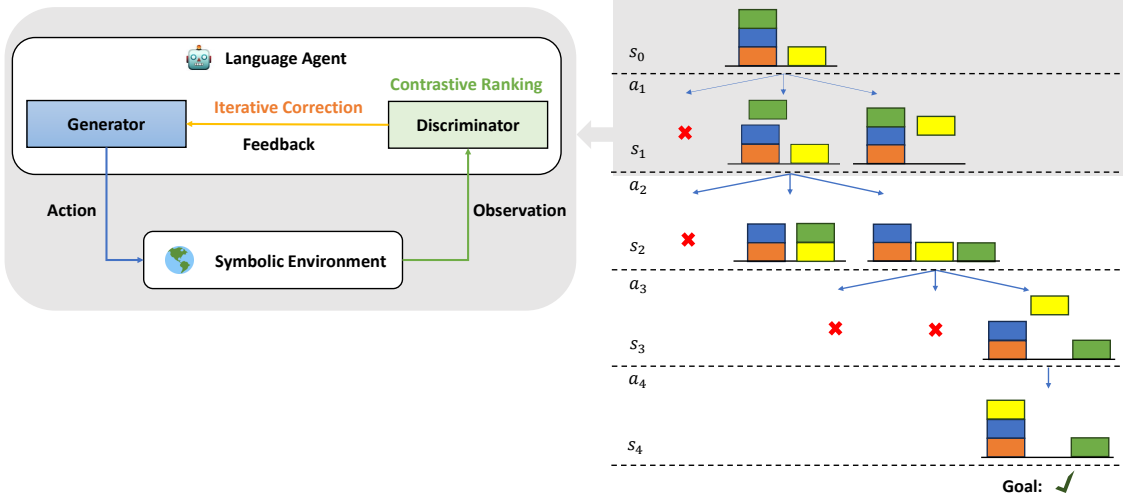 Language Agent
Contrastive Ranking
Iterative Correction
Generator
Discriminator
Feedback
Action
Observation
Symbolic Environment
s₀
a₁
s₁
a₂
s₂
a₃
s₃
a₄
s₄
Goal: